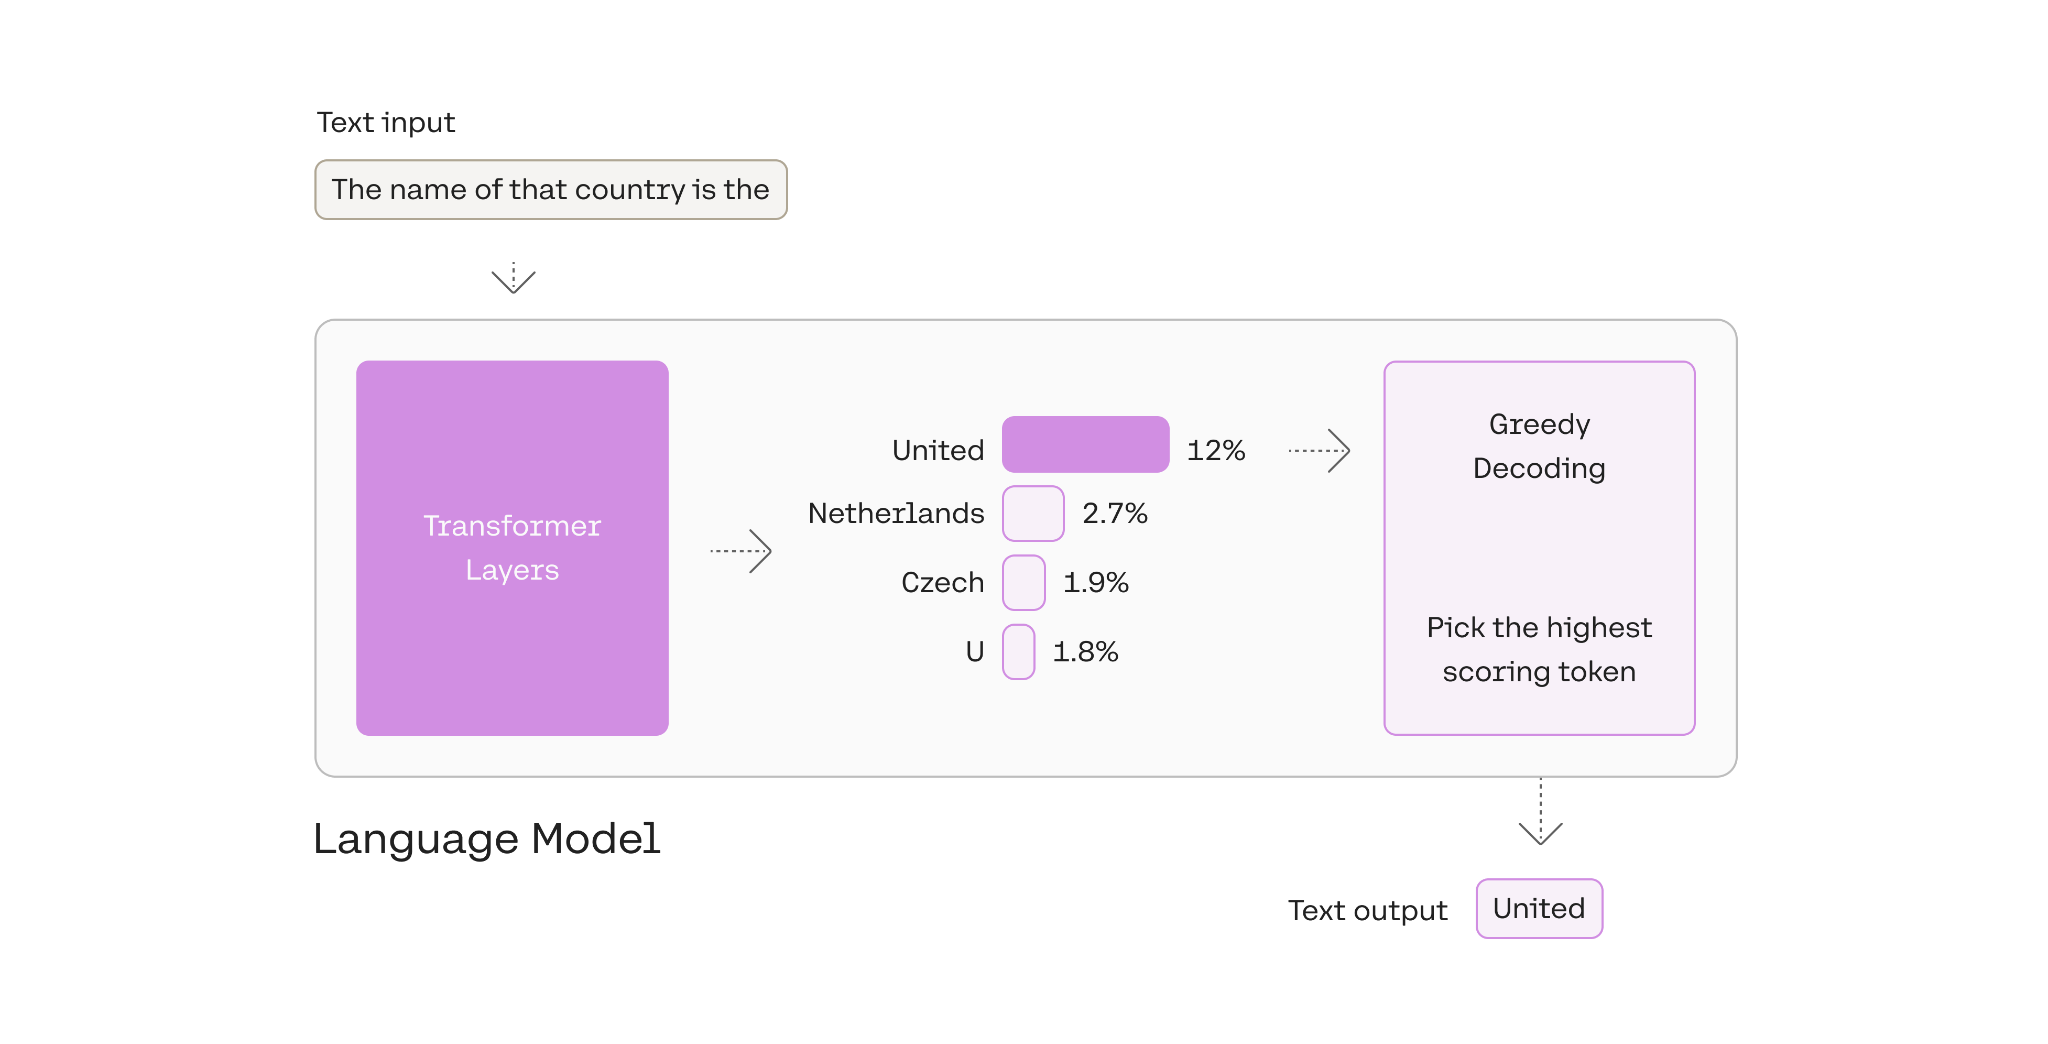 Text input
The name of that country is the
Transformer
Layers
United 12%
Netherlands 2.7%
Czech 1.9%
U 1.8%
Greedy
Decoding
Pick the highest
scoring token
Language Model
Text output United